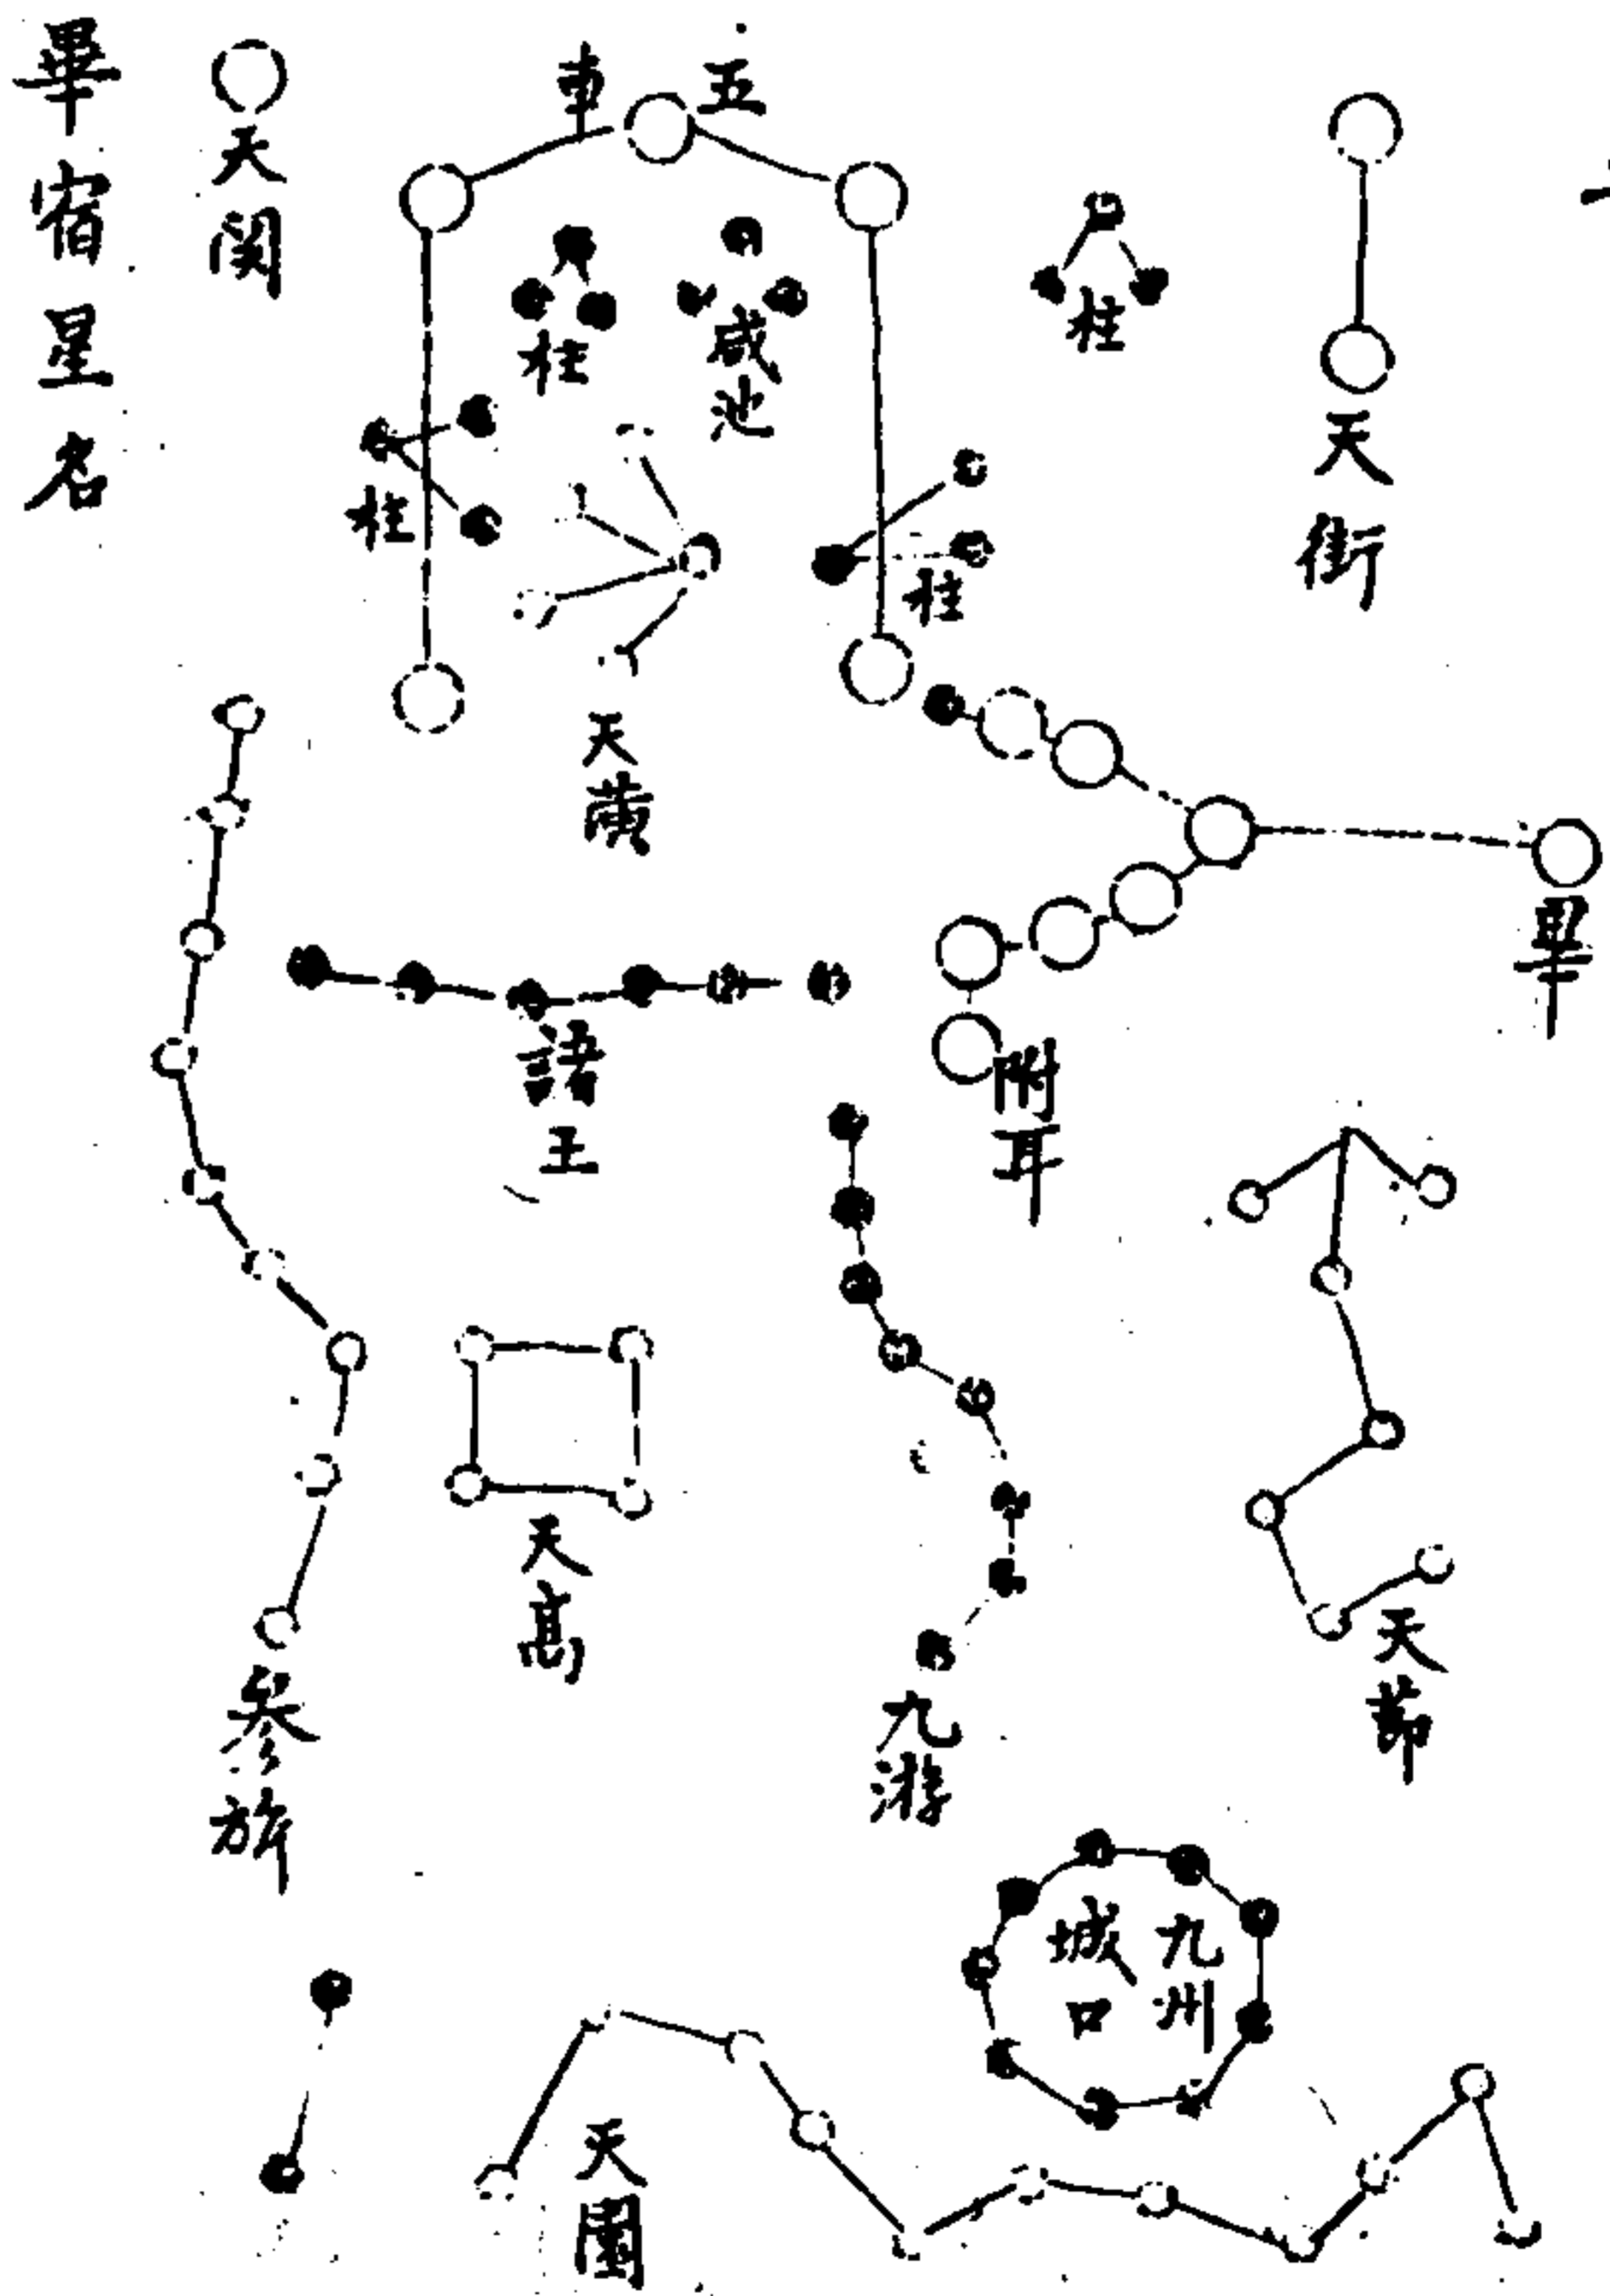 畢宿星名
天関
五車
柱
咸池
柱
天街
柱
柱
天潢
畢
諸王
附耳
天高
天節
參旗
九游
九州
城口
天園